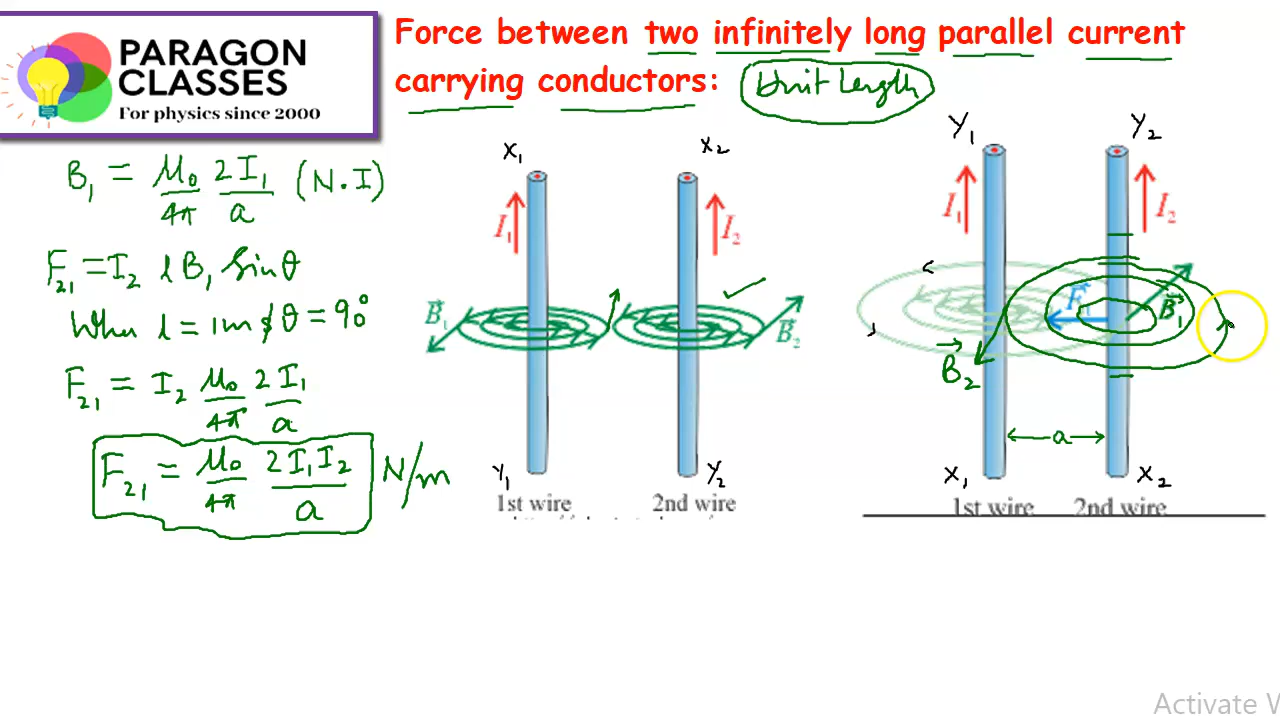 PARAGON
CLASSES
For physics since 2000
Force between two infinitely long parallel current
carrying conductors: Unit Length
B₁ = μ₀/4π 2I₁/a (N·I)
F₂₁ = I₂ l B₁ Sinθ
When l = 1m & θ = 90°
F₂₁ = I₂ μ₀/4π 2I₁/a
F₂₁ = μ₀/4π 2I₁I₂/a N/m
X₁ X₂
I₁ I₂
B₁ B₂
Y₁ Y₂
1st wire 2nd wire
Y₁ Y₂
I₁ I₂
F₁ B₁
B₂
a
X₁ X₂
1st wire 2nd wire
Activate